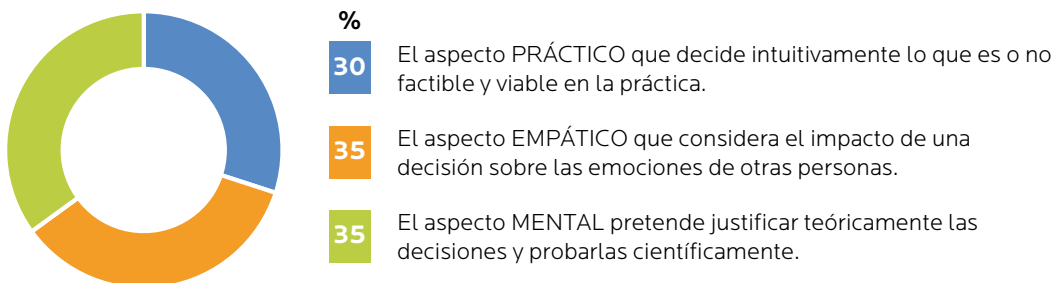 %
30
El aspecto PRÁCTICO que decide intuitivamente lo que es o no
factible y viable en la práctica.
35
El aspecto EMPÁTICO que considera el impacto de una
decisión sobre las emociones de otras personas.
35
El aspecto MENTAL pretende justificar teóricamente las
decisiones y probarlas científicamente.